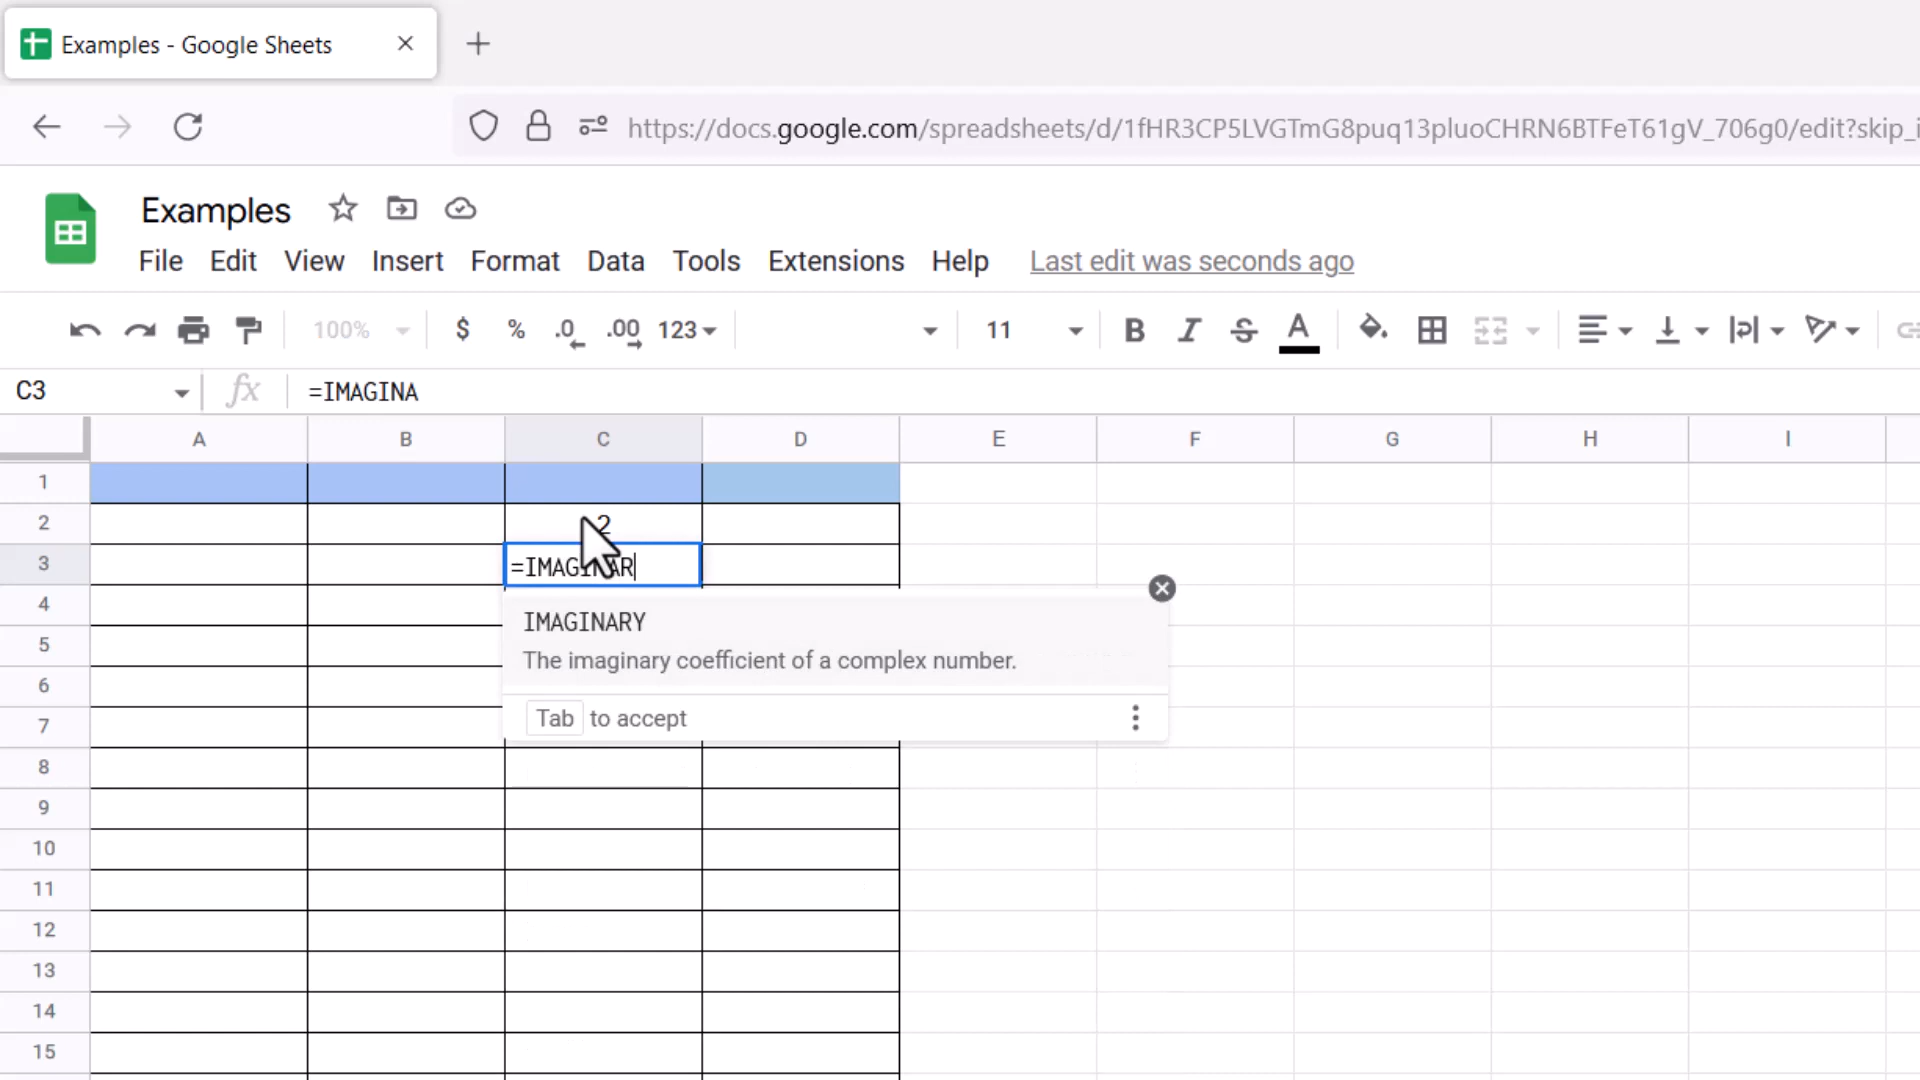 Examples - Google Sheets
https://docs.google.com/spreadsheets/d/1fHR3CP5LVGTmG8puq13pluoCHRN6BTFeT61gV_706g0/edit?skip_i
Examples
File Edit View Insert Format Data Tools Extensions Help Last edit was seconds ago
100% $ % .0 .00 123 11 B I S A
C3 fx =IMAGINA
A B C D E F G H I
1
2 2
3 =IMAGINAR
IMAGINARY
4
5 The imaginary coefficient of a complex number.
6
7 Tab to accept
8
9
10
11
12
13
14
15